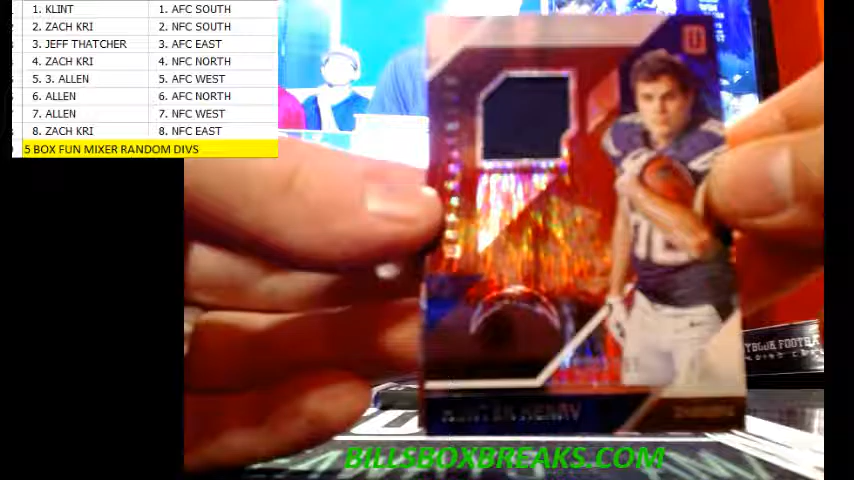 1. KLINT 1. AFC SOUTH
2. ZACH KRI 2. NFC SOUTH
3. JEFF THATCHER 3. AFC EAST
4. ZACH KRI 4. NFC NORTH
5. 3. ALLEN 5. AFC WEST
6. ALLEN 6. AFC NORTH
7. ALLEN 7. NFC WEST
8. ZACH KRI 8. NFC EAST
5 BOX FUN MIXER RANDOM DIVS
HUNTER HENRY
BILLSBOXBREAKS.COM